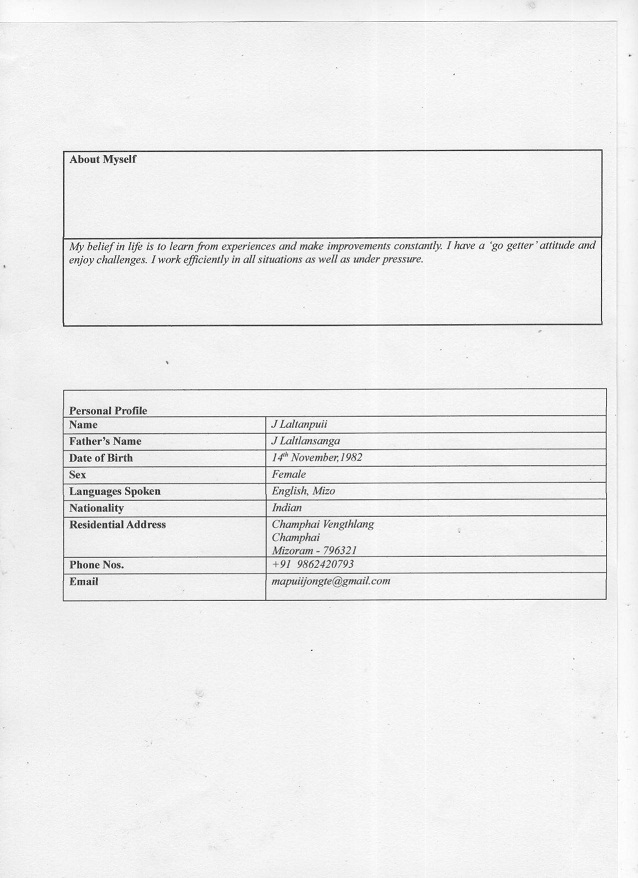 About Myself
My belief in life is to learn from experiences and make improvements constantly. I have a ‘go getter’ attitude and
enjoy challenges. I work efficiently in all situations as well as under pressure.
Personal Profile
Name J Laltanpuii
Father’s Name J Laltlansanga
Date of Birth 14th November,1982
Sex Female
Languages Spoken English, Mizo
Nationality Indian
Residential Address Champhai Vengthlang
Champhai
Mizoram - 796321
Phone Nos. +91 9862420793
Email mapuiijongte@gmail.com